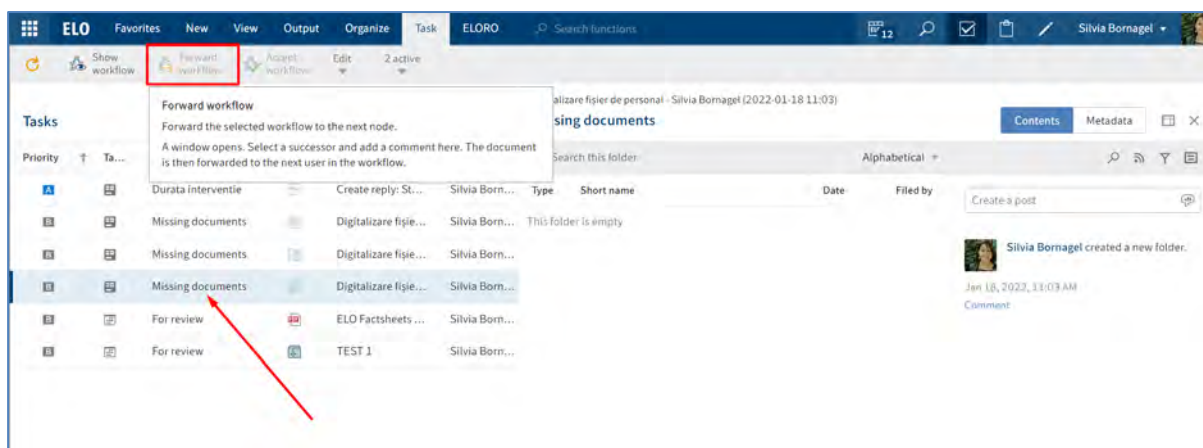 ELO Favorites New View Output Organize Task ELORO Search functions 12 Silvia Bornagel
Show workflow Forward workflow Accept workflow Edit 2 active
Forward workflow
Forward the selected workflow to the next node.
A window opens. Select a successor and add a comment here. The document
is then forwarded to the next user in the workflow.
alizare fișier de personal - Silvia Bornagel (2022-01-18 11:03)
Tasks
sing documents
Contents Metadata
Priority Ta...
Search this folder
Alphabetical
A Durata interventie Create reply: St... Silvia Born...
B Missing documents Digitalizare fișie... Silvia Born...
B Missing documents Digitalizare fișie... Silvia Born...
B Missing documents Digitalizare fișie... Silvia Born...
B For review ELO Factsheets ... Silvia Born...
B For review TEST 1 Silvia Born...
Type Short name Date Filed by
This folder is empty
Create a post
Silvia Bornagel created a new folder.
Jan 18, 2022, 11:03 AM
Comment